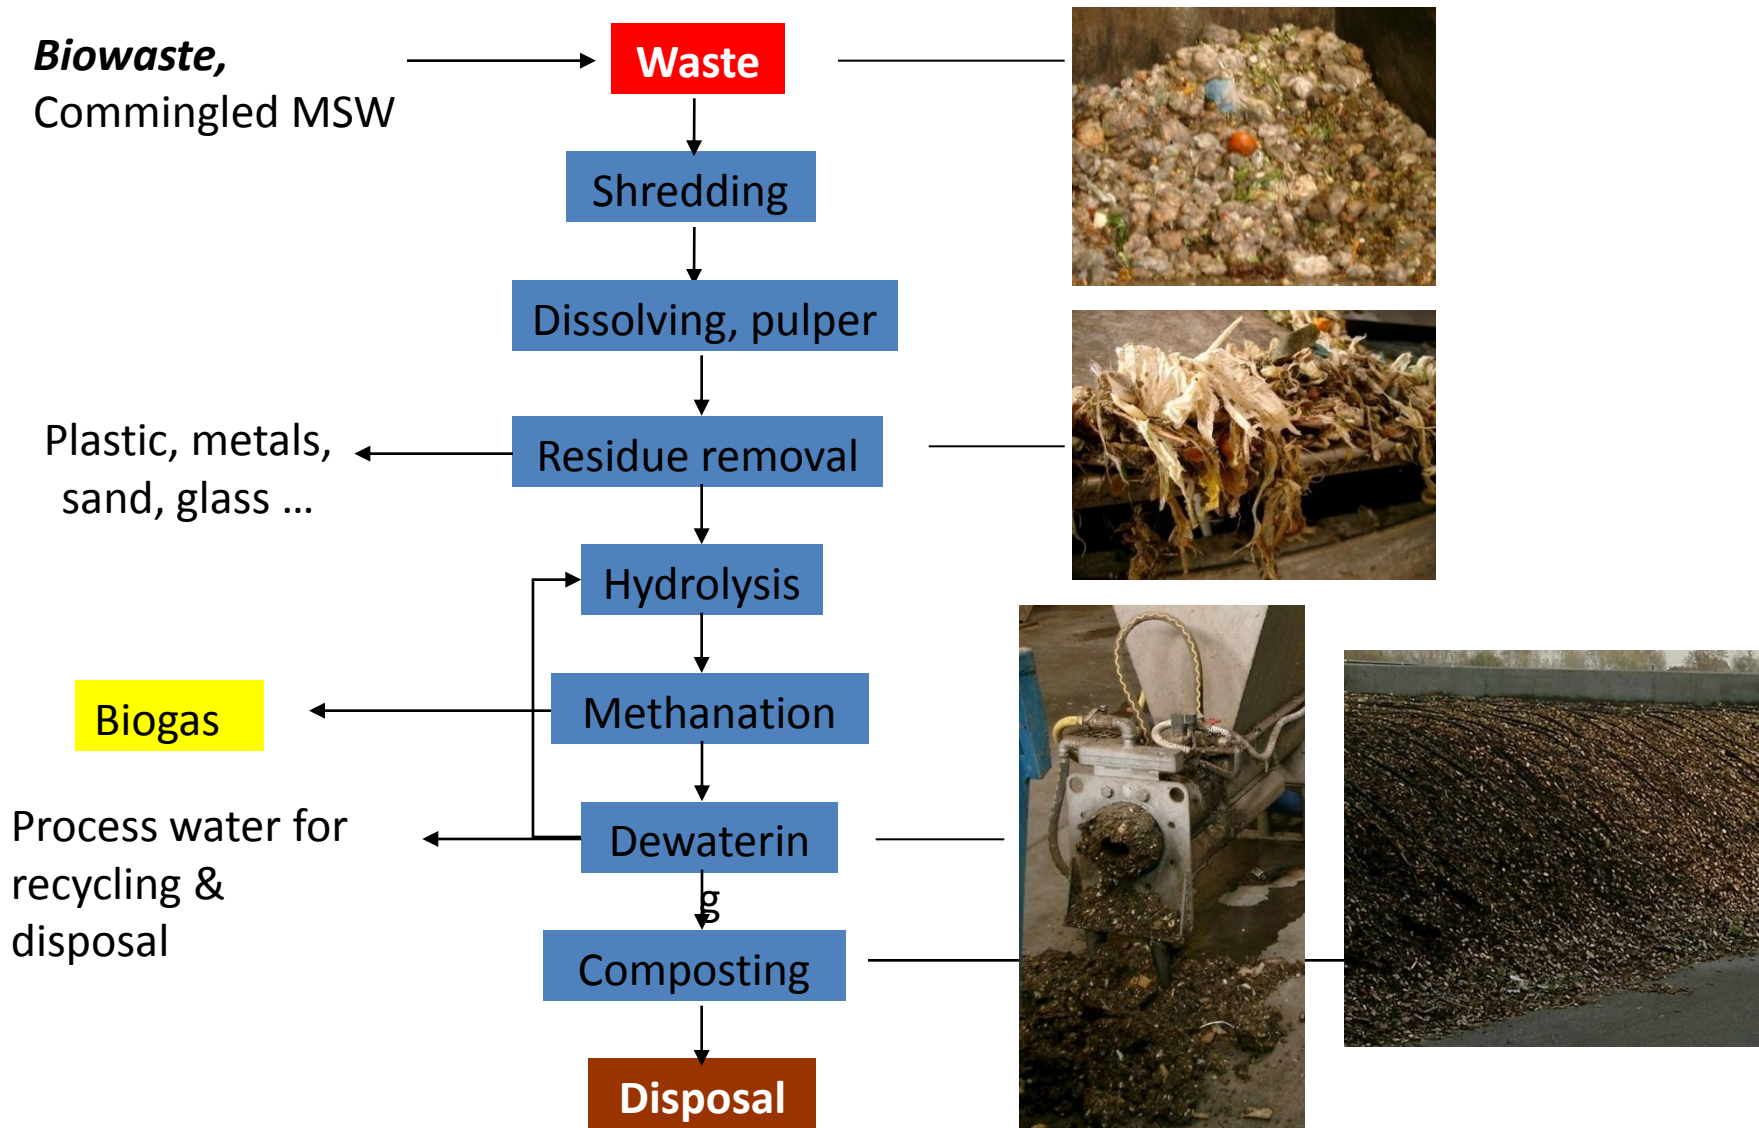 Biowaste,
Commingled MSW
Waste
Shredding
Dissolving, pulper
Plastic, metals,
sand, glass ...
Residue removal
Hydrolysis
Biogas
Methanation
Process water for
recycling &
disposal
Dewaterin
g
Composting
Disposal